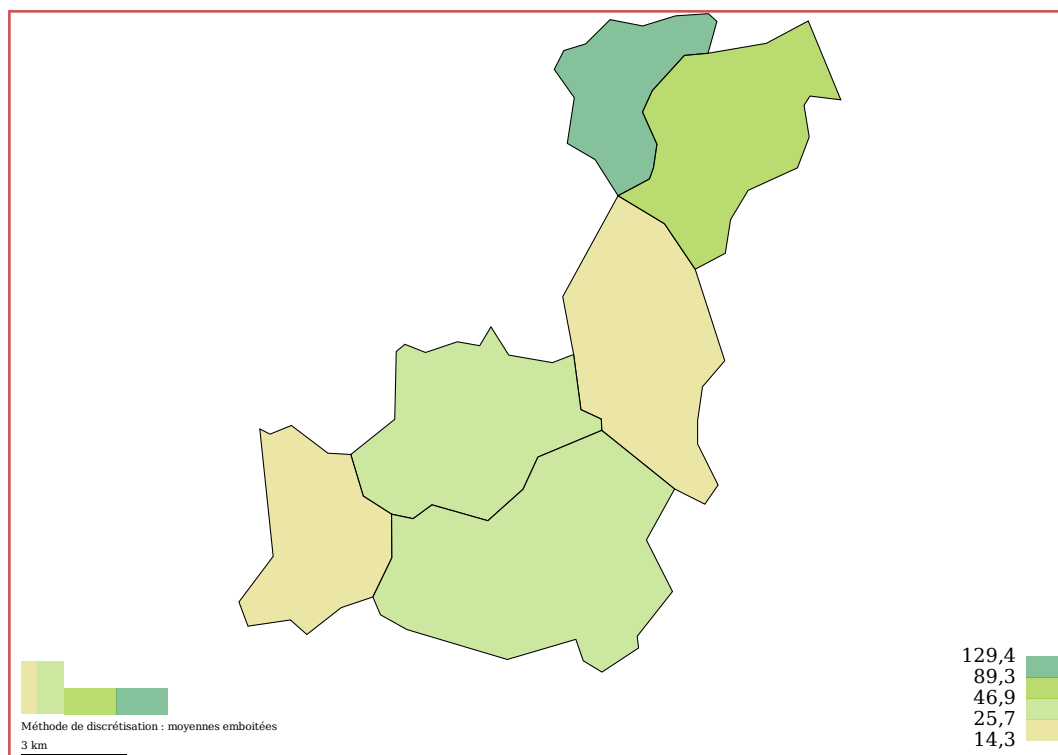 129,4
89,3
46,9
25,7
14,3
Méthode de discrétisation : moyennes emboitées
3 km